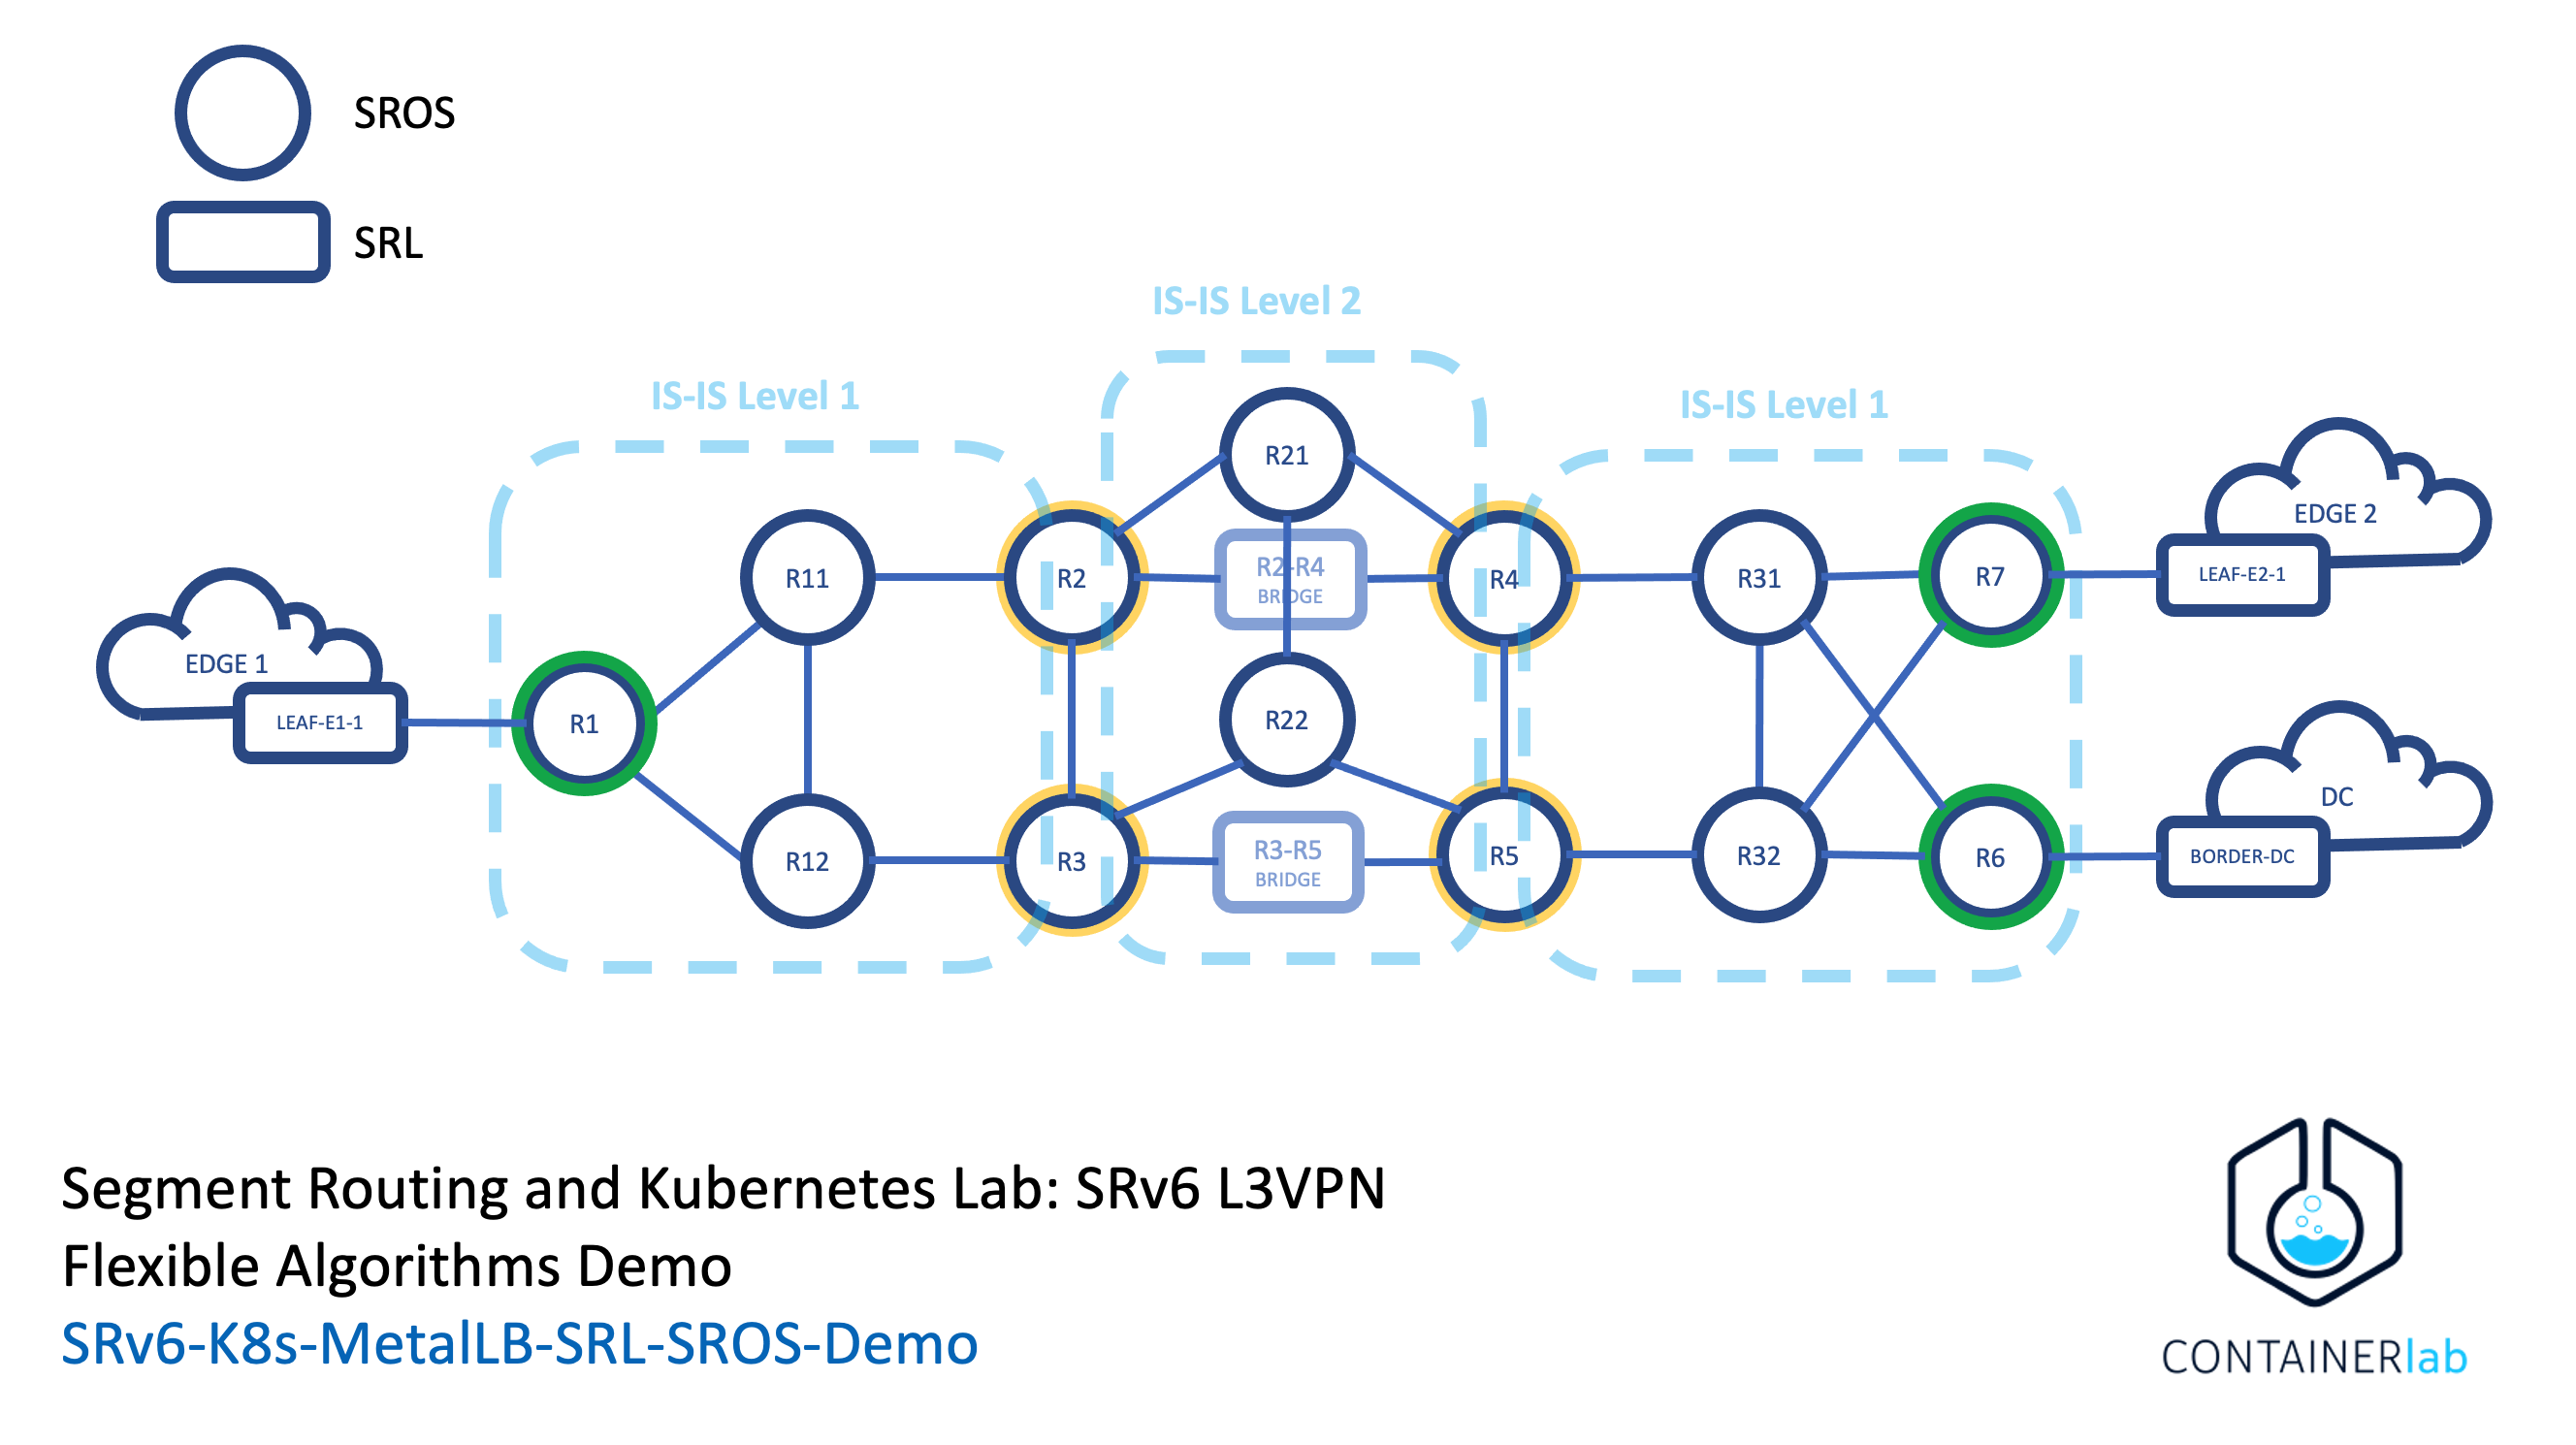 SROS
SRL
IS-IS Level 2
IS-IS Level 1
IS-IS Level 1
R21
EDGE 2
R2-R4
BRIDGE
R11
R2
R4
R31
R7
LEAF-E2-1
EDGE 1
LEAF-E1-1
R1
R22
DC
R12
R3
R3-R5
BRIDGE
R5
R32
R6
BORDER-DC
Segment Routing and Kubernetes Lab: SRv6 L3VPN
Flexible Algorithms Demo
SRv6-K8s-MetalLB-SRL-SROS-Demo
CONTAINERlab